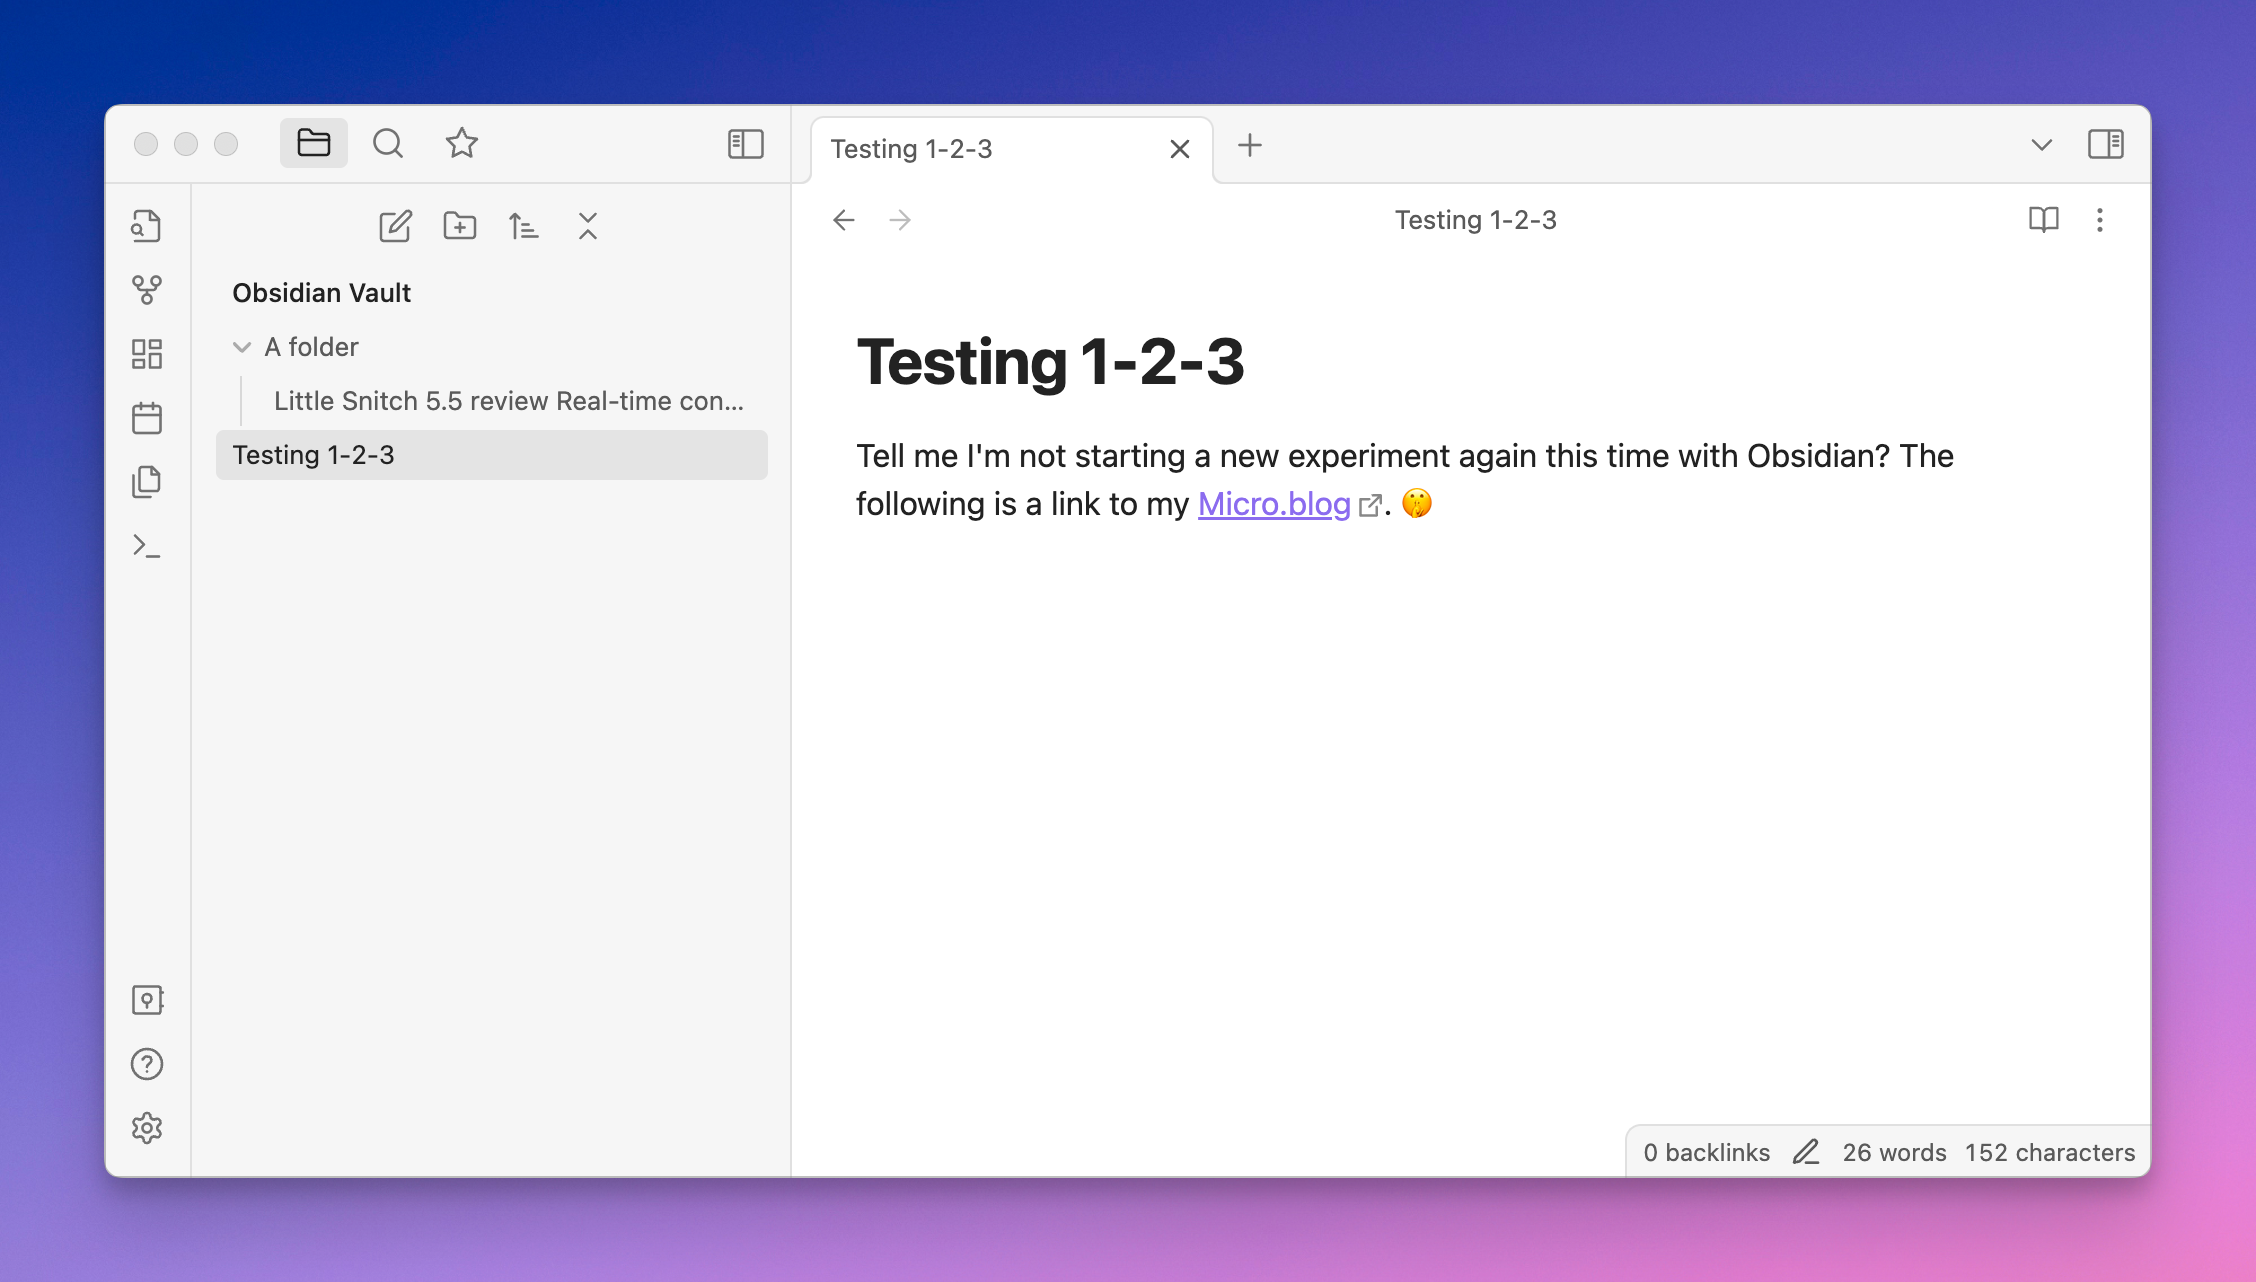 Testing 1-2-3
Testing 1-2-3
Obsidian Vault
A folder
Little Snitch 5.5 review Real-time con...
Testing 1-2-3
Testing 1-2-3
Tell me I'm not starting a new experiment again this time with Obsidian? The
following is a link to my Micro.blog. 🤫
0 backlinks 26 words 152 characters